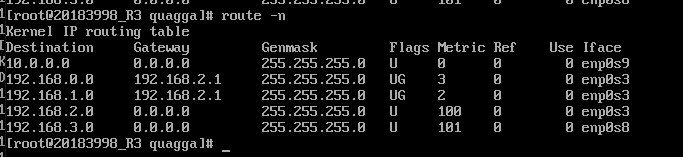 [root@20183998_R3 quagga]# route -n
Kernel IP routing table
Destination Gateway Genmask Flags Metric Ref Use Iface
10.0.0.0 0.0.0.0 255.255.255.0 U 0 0 0 enp0s9
192.168.0.0 192.168.2.1 255.255.255.0 UG 3 0 0 enp0s3
192.168.1.0 192.168.2.1 255.255.255.0 UG 2 0 0 enp0s3
192.168.2.0 0.0.0.0 255.255.255.0 U 100 0 0 enp0s3
192.168.3.0 0.0.0.0 255.255.255.0 U 101 0 0 enp0s8
[root@20183998_R3 quagga]# _